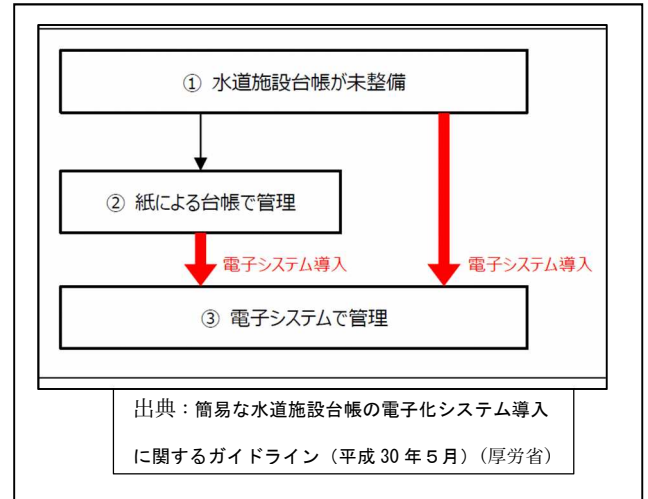 ① 水道施設台帳が未整備
② 紙による台帳で管理
電子システム導入
電子システム導入
③ 電子システムで管理
出典：簡易な水道施設台帳の電子化システム導入
に関するガイドライン（平成 30 年５月）（厚労省）